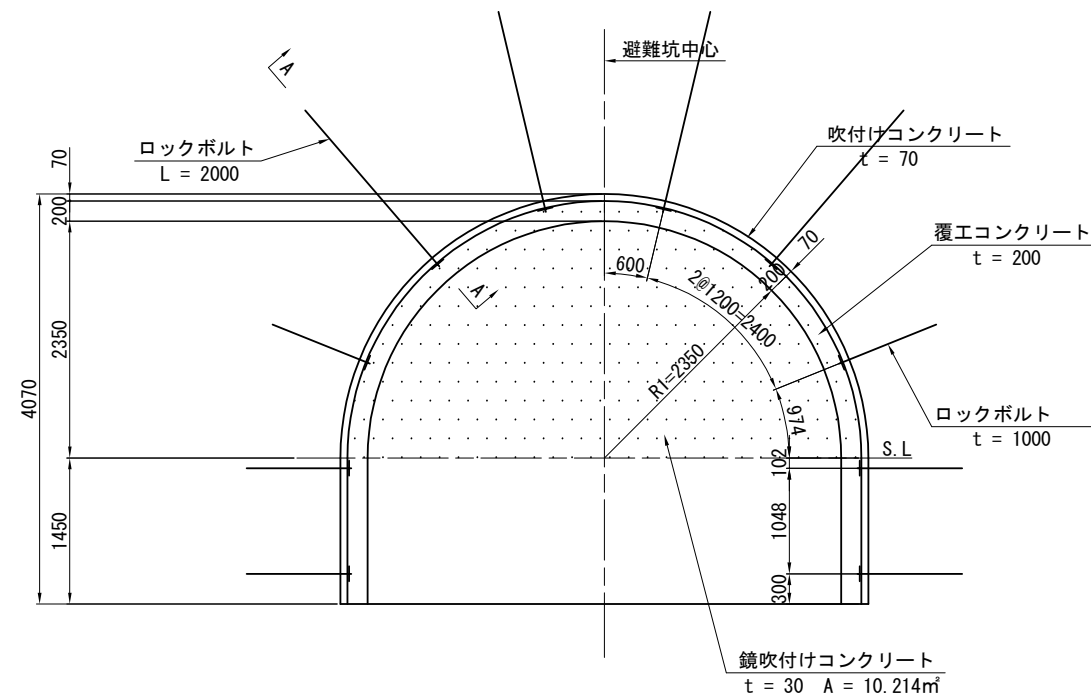 避難坑中心
A
ロックボルト
L = 2000
吹付けコンクリート
t = 70
覆工コンクリート
t = 200
70
200
2350
4070
1450
A
600
2@1200=2400
200
70
R1=2350
974
ロックボルト
t = 1000
S.L
102
1048
300
鏡吹付けコンクリート
t = 30 A = 10.214㎡